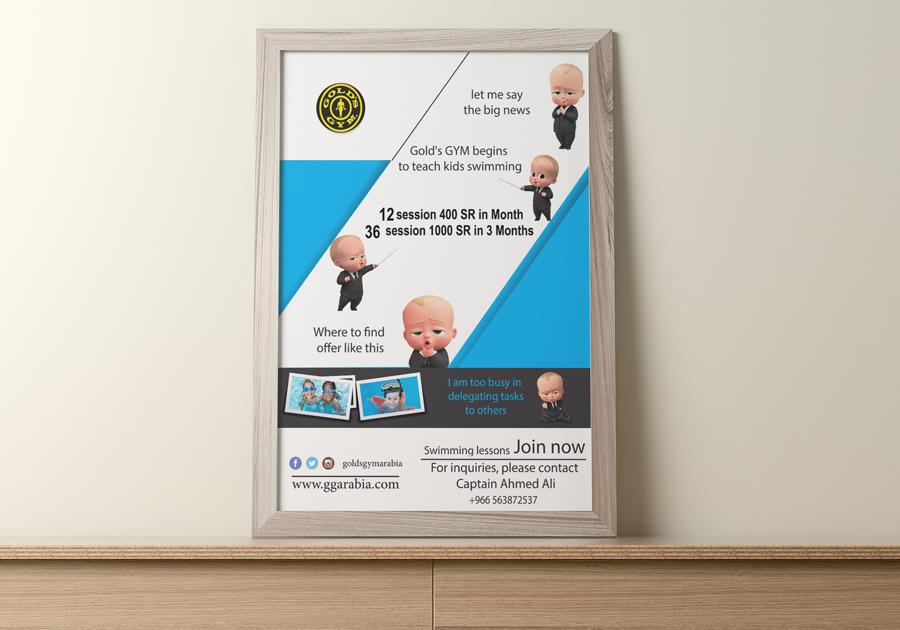 GOLD'S
GYM
let me say
the big news
Gold's GYM begins
to teach kids swimming
12 session 400 SR in Month
36 session 1000 SR in 3 Months
Where to find
offer like this
I am too busy in
delegating tasks
to others
goldsgymarabia
www.ggarabia.com
Swimming lessons Join now
For inquiries, please contact
Captain Ahmed Ali
+966 563872537